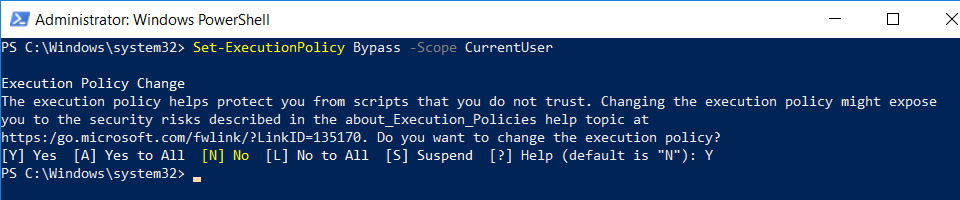 Administrator: Windows PowerShell
PS C:\Windows\system32> Set-ExecutionPolicy Bypass -Scope CurrentUser
Execution Policy Change
The execution policy helps protect you from scripts that you do not trust. Changing the execution policy might expose
you to the security risks described in the about_Execution_Policies help topic at
https:/go.microsoft.com/fwlink/?LinkID=135170. Do you want to change the execution policy?
[Y] Yes  [A] Yes to All  [N] No  [L] No to All  [S] Suspend  [?] Help (default is "N"): Y
PS C:\Windows\system32>